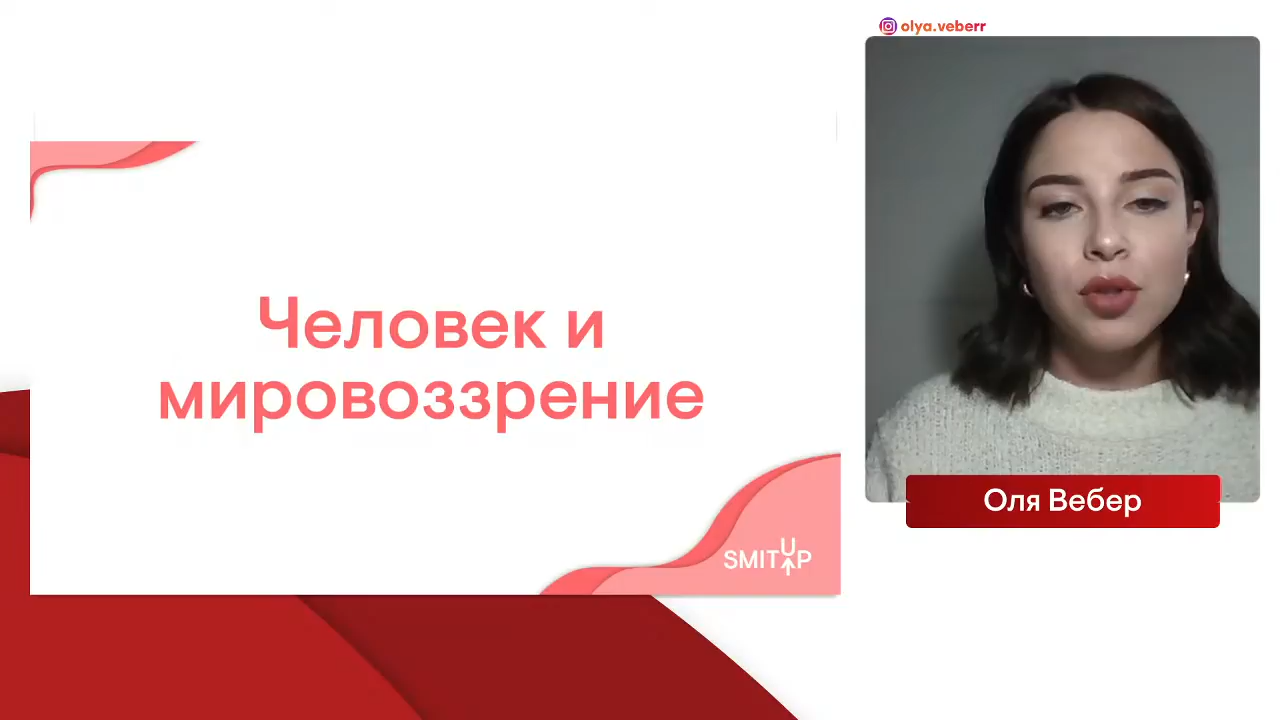 olya.veberr
Человек и
мировоззрение
SMITUP
Оля Вебер